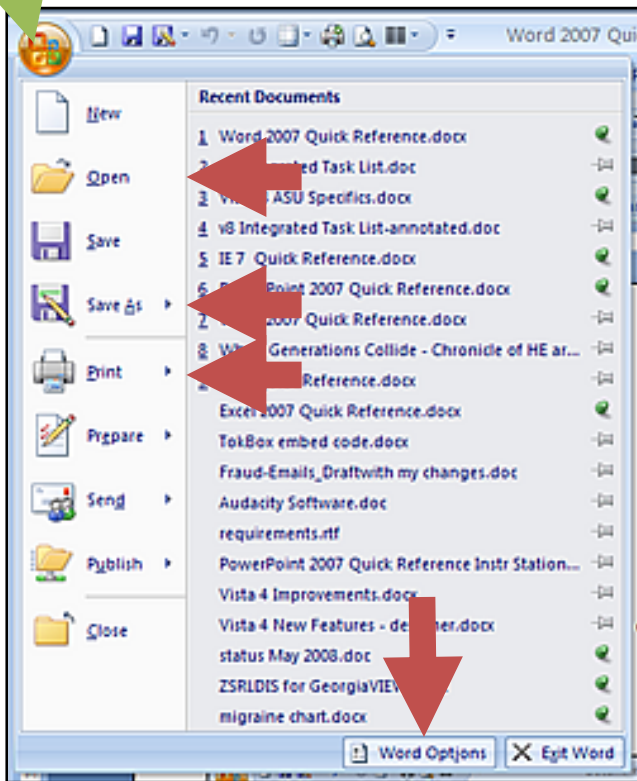 Word 2007 Qui
New
Open
Save
Save As
Print
Prepare
Send
Publish
Close
Recent Documents
1 Word 2007 Quick Reference.docx
Task List.doc
3 ASU Specifics.docx
4 v8 Integrated Task List-annotated.doc
5 IE 7 Quick Reference.docx
6 Point 2007 Quick Reference.docx
7 2007 Quick Reference.docx
8 Generations Collide - Chronicle of HE ar...
Reference.docx
Excel 2007 Quick Reference.docx
TokBox embed code.docx
Fraud-Emails_Draftwith my changes.doc
Audacity Software.doc
requirements.rtf
PowerPoint 2007 Quick Reference Instr Station...
Vista 4 Improvements.docx
Vista 4 New Features - .docx
status May 2008.doc
ZSRLDIS for GeorgiaVIEW
migraine chart.docx
Word Options
Exit Word